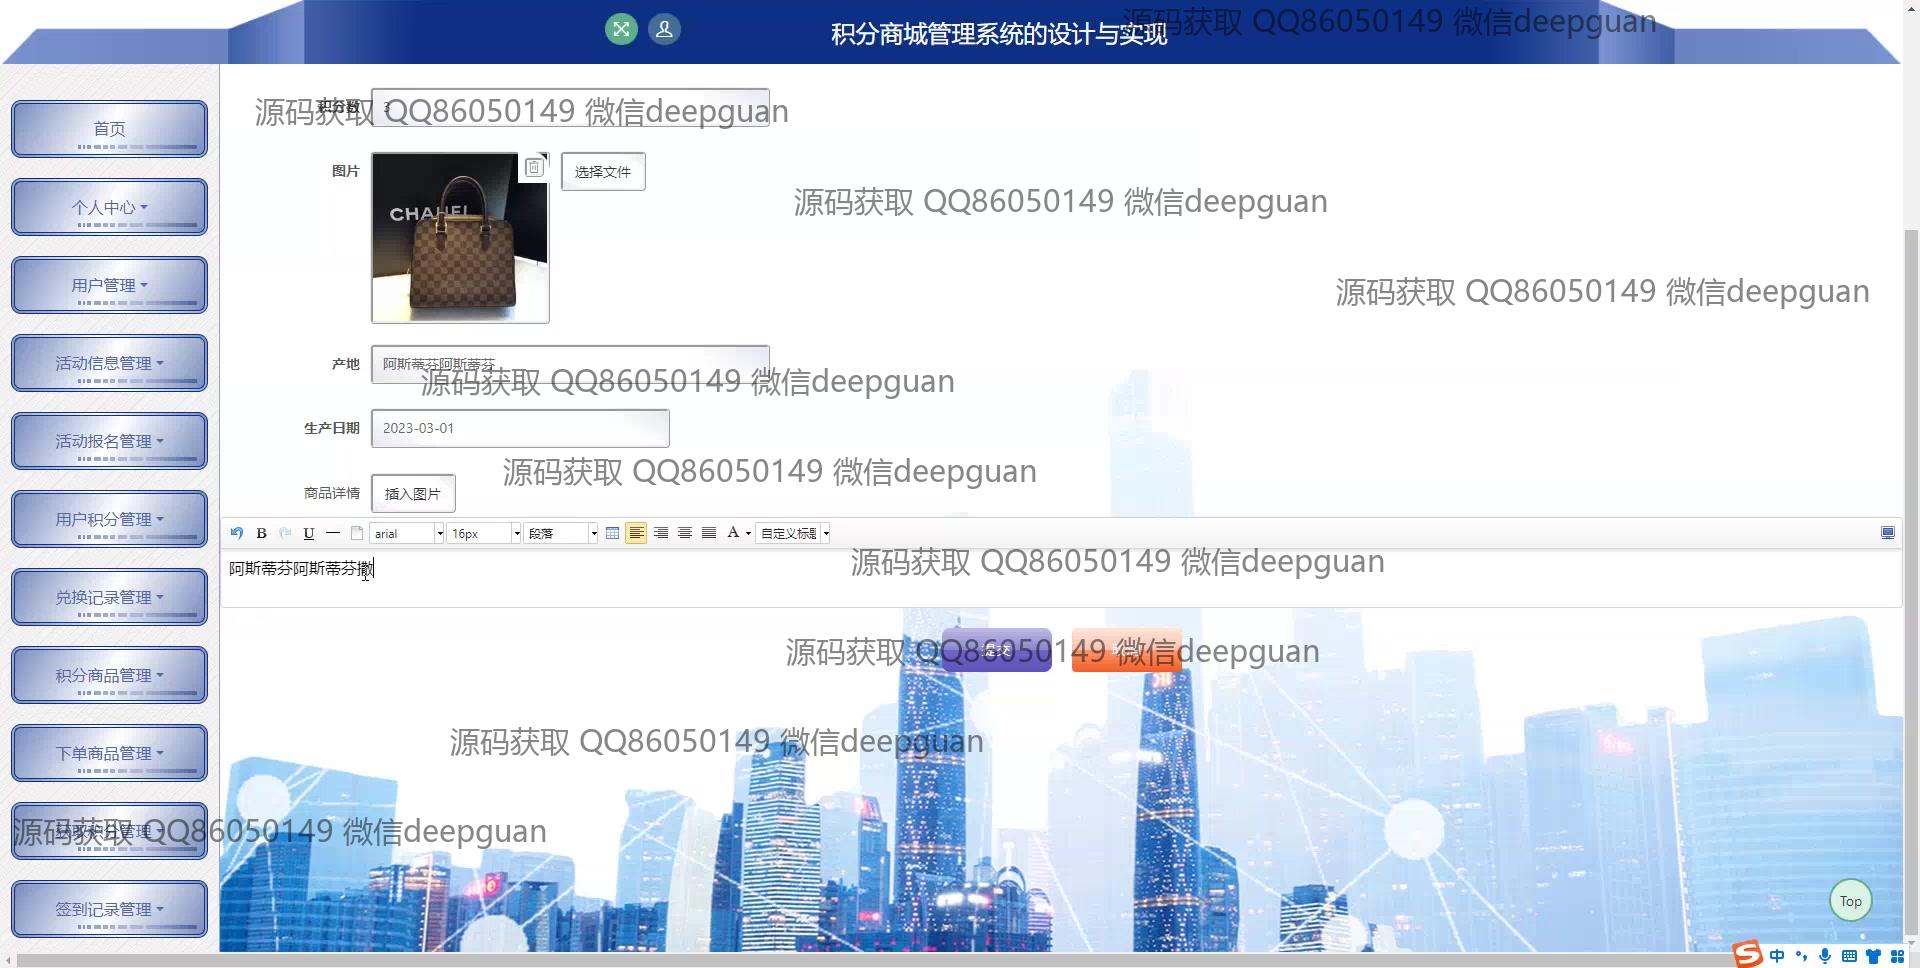 积分商城管理系统的设计与实现
源码获取 QQ86050149 微信deepguan
首页
个人中心
用户管理
活动信息管理
活动报名管理
用户积分管理
兑换记录管理
积分商品管理
下单商品管理
获取积分管理
签到记录管理
积分数
3
源码获取 QQ86050149 微信deepguan
图片
CHANEL
选择文件
源码获取 QQ86050149 微信deepguan
源码获取 QQ86050149 微信deepguan
产地
阿斯蒂芬阿斯蒂芬
源码获取 QQ86050149 微信deepguan
生产日期
2023-03-01
源码获取 QQ86050149 微信deepguan
商品详情
插入图片
B U A
arial
16px
段落
自定义标题
阿斯蒂芬阿斯蒂芬撒
源码获取 QQ86050149 微信deepguan
提交
取消
源码获取 QQ86050149 微信deepguan
源码获取 QQ86050149 微信deepguan
源码获取 QQ86050149 微信deepguan
Top
S 中